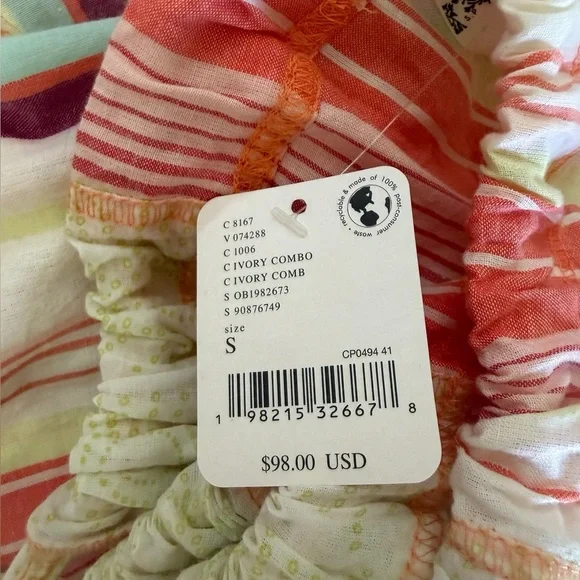 recyclable & made of 100% post-consumer waste •
C 8167
V 074288
C 1006
C IVORY COMBO
C IVORY COMB
S OB1982673
S 90876749
size
S
CP0494 41
1 98215 32667 8
$98.00 USD